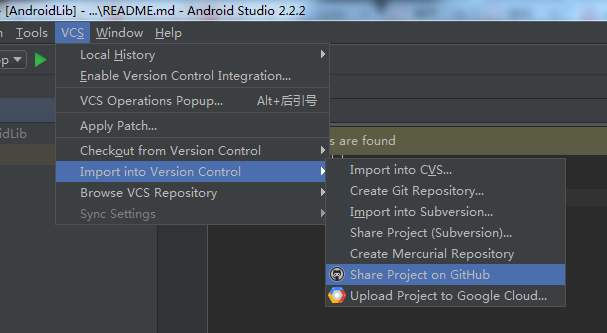 - [AndroidLib] - ...\README.md - Android Studio 2.2.2
Tools VCS Window Help
Local History
Enable Version Control Integration...
VCS Operations Popup... Alt+后引号
Apply Patch...
Checkout from Version Control
Import into Version Control
Browse VCS Repository
Sync Settings
idLib
s are found
Import into CVS...
Create Git Repository...
Import into Subversion...
Share Project (Subversion)...
Create Mercurial Repository
Share Project on GitHub
Upload Project to Google Cloud...